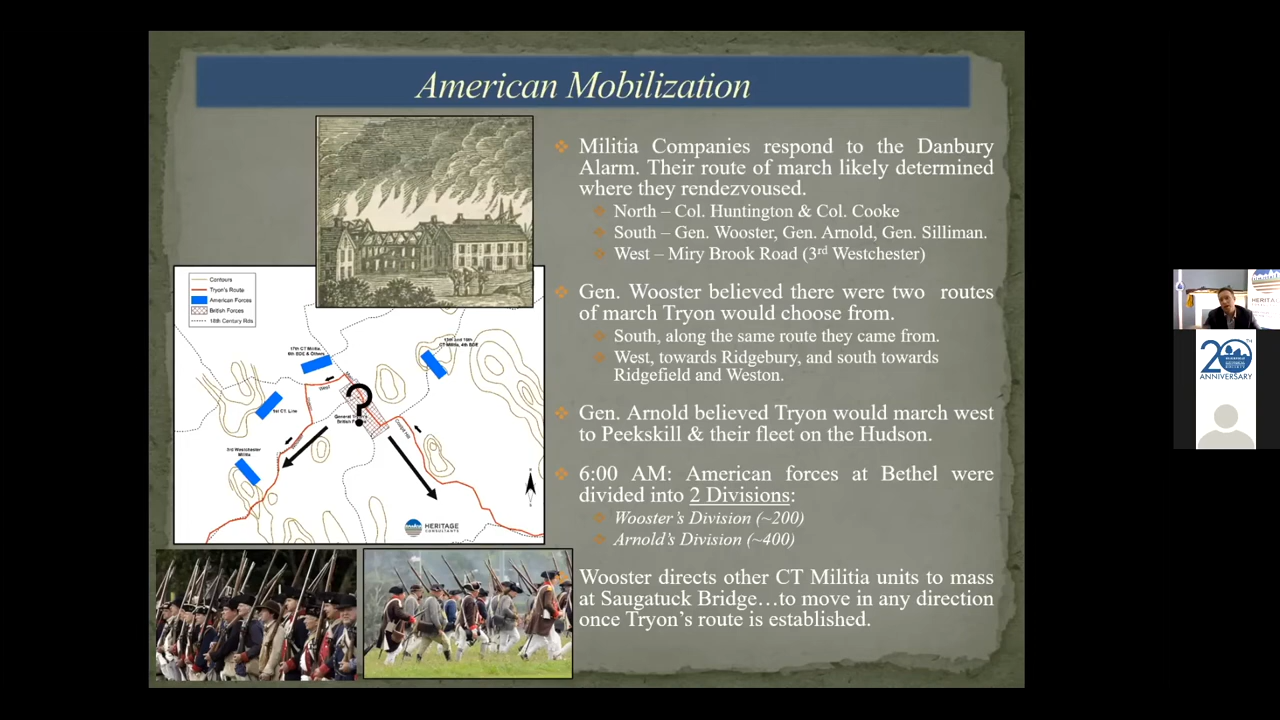 American Mobilization
Militia Companies respond to the Danbury
Alarm. Their route of march likely determined
where they rendezvoused.
North – Col. Huntington & Col. Cooke
South – Gen. Wooster, Gen. Arnold, Gen. Silliman.
West – Miry Brook Road (3rd Westchester)
Gen. Wooster believed there were two routes
of march Tryon would choose from.
South, along the same route they came from.
West, towards Ridgebury, and south towards
Ridgefield and Weston.
Gen. Arnold believed Tryon would march west
to Peekskill & their fleet on the Hudson.
6:00 AM: American forces at Bethel were
divided into 2 Divisions:
Wooster's Division (~200)
Arnold's Division (~400)
Wooster directs other CT Militia units to mass
at Saugatuck Bridge…to move in any direction
once Tryon's route is established.
Legend
Contours
Tryon's Route
American Forces
British Forces
18th Century Rds
17th CT Militia,
6th BDE & Others
CT Militia, 4th BDE
West
?
1st CT. Line
3rd Westchester
Militia
HERITAGE
CONSULTANTS
HERITA
20TH
ANNIVERSARY